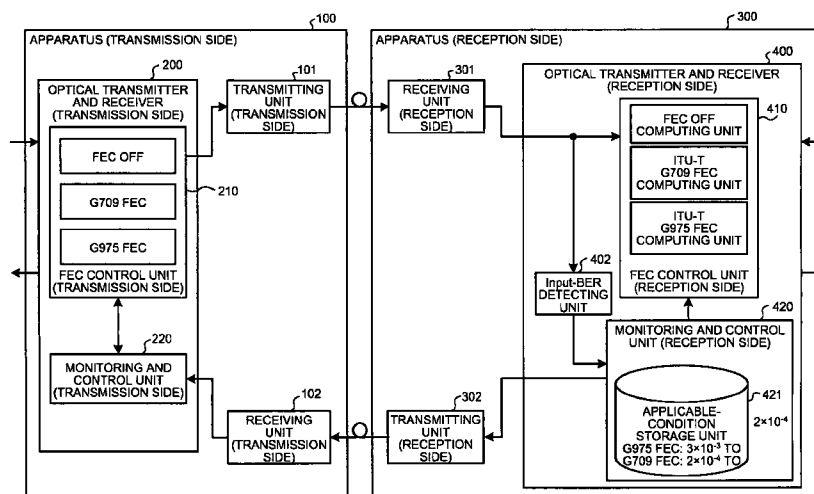 100
APPARATUS (TRANSMISSION SIDE)
200
OPTICAL TRANSMITTER
AND RECEIVER
(TRANSMISSION SIDE)
FEC OFF
G709 FEC
G975 FEC
210
FEC CONTROL UNIT
(TRANSMISSION SIDE)
220
MONITORING AND
CONTROL UNIT
(TRANSMISSION SIDE)
101
TRANSMITTING
UNIT
(TRANSMISSION
SIDE)
102
RECEIVING
UNIT
(TRANSMISSION
SIDE)
300
APPARATUS (RECEPTION SIDE)
301
RECEIVING
UNIT
(RECEPTION
SIDE)
302
TRANSMITTING
UNIT
(RECEPTION
SIDE)
400
OPTICAL TRANSMITTER AND RECEIVER
(RECEPTION SIDE)
410
FEC OFF
COMPUTING UNIT
ITU-T
G709 FEC
COMPUTING UNIT
ITU-T
G975 FEC
COMPUTING UNIT
FEC CONTROL UNIT
(RECEPTION SIDE)
402
Input-BER
DETECTING
UNIT
420
MONITORING AND CONTROL
UNIT (RECEPTION SIDE)
421
APPLICABLE-
CONDITION
STORAGE UNIT
2×10⁻⁴
G975 FEC: 3×10⁻³ TO
G709 FEC: 2×10⁻⁴ TO